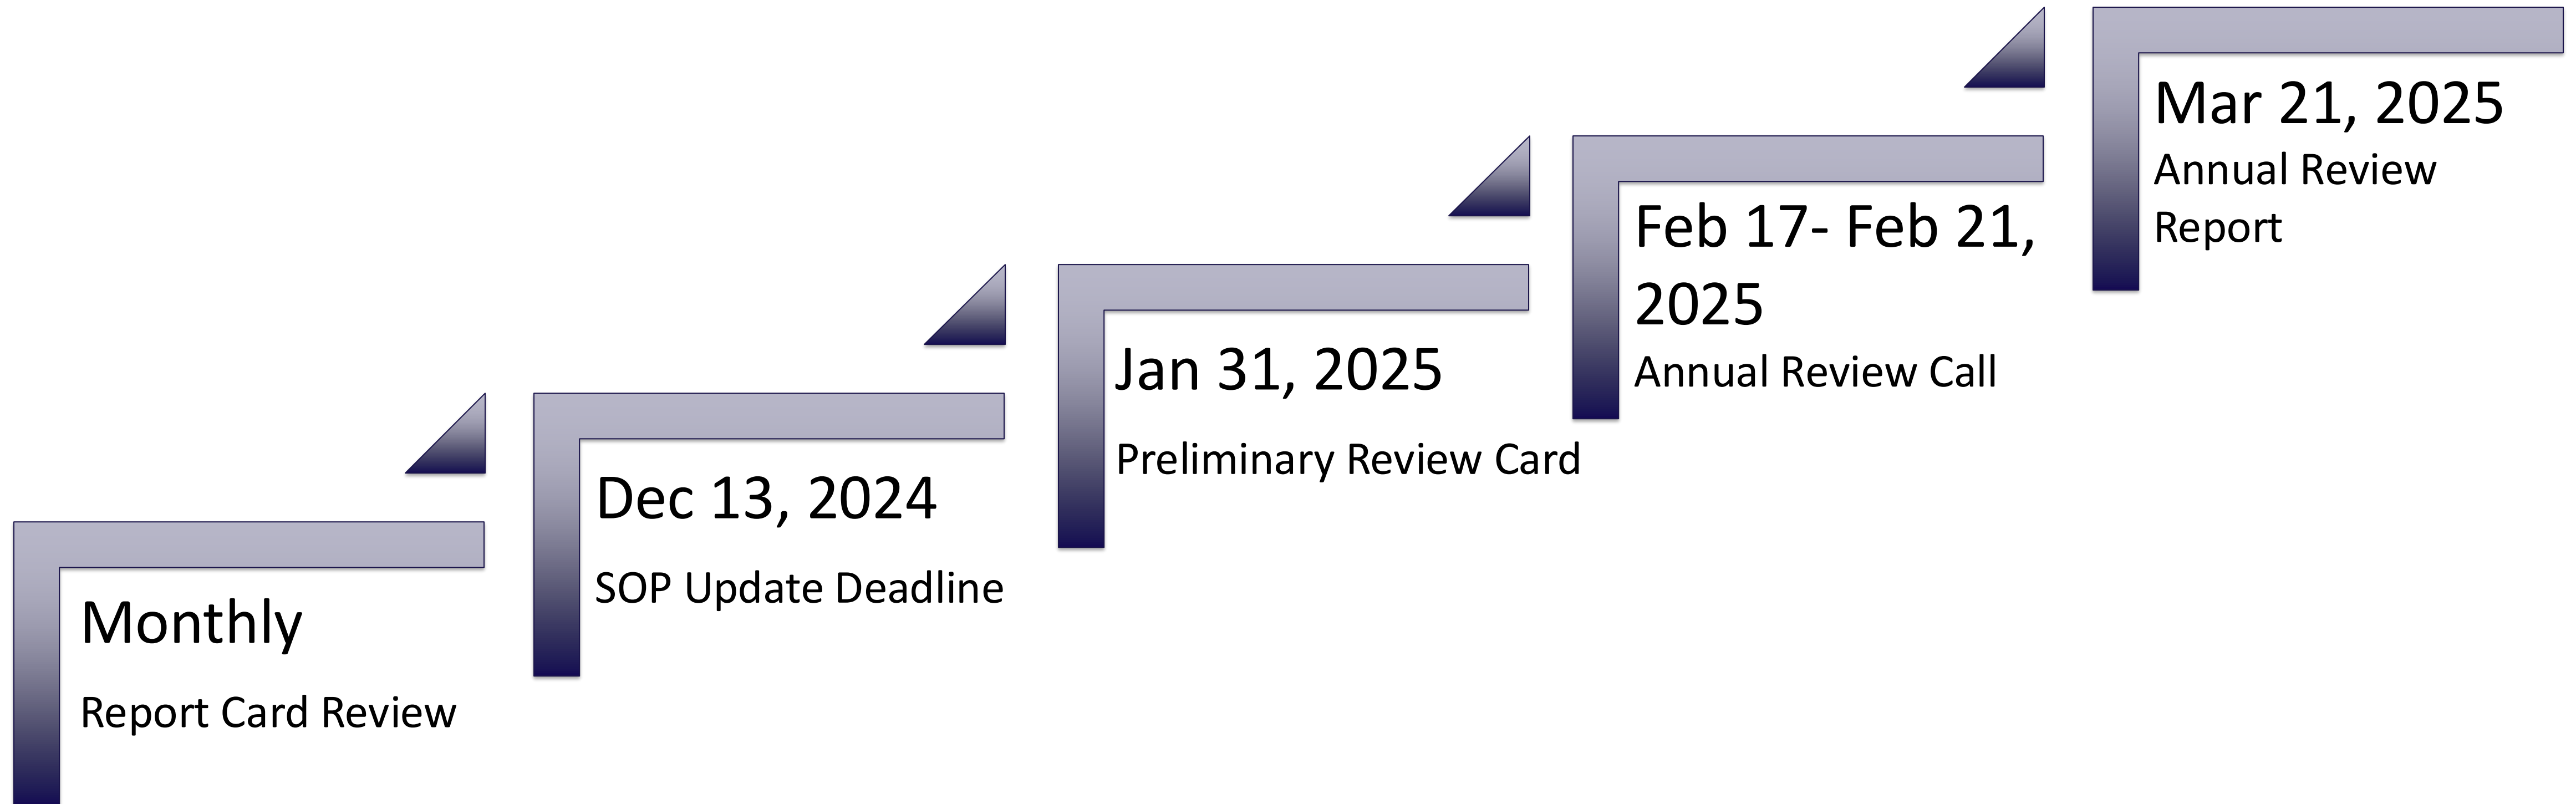 Monthly
Report Card Review
Dec 13, 2024
SOP Update Deadline
Jan 31, 2025
Preliminary Review Card
Feb 17- Feb 21,
2025
Annual Review Call
Mar 21, 2025
Annual Review
Report